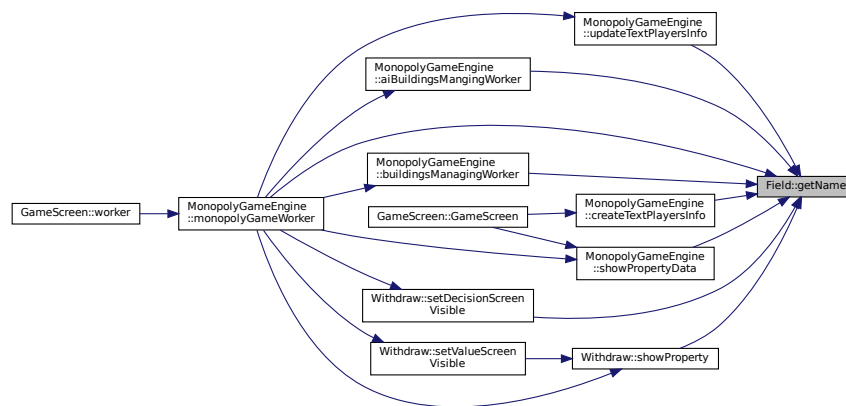 MonopolyGameEngine
::updateTextPlayersInfo
MonopolyGameEngine
::aiBuildingsMangingWorker
MonopolyGameEngine
::buildingsManagingWorker
Field::getName
MonopolyGameEngine
::monopolyGameWorker
GameScreen::worker
GameScreen::GameScreen
MonopolyGameEngine
::createTextPlayersInfo
MonopolyGameEngine
::showPropertyData
Withdraw::setDecisionScreen
Visible
Withdraw::setValueScreen
Visible
Withdraw::showProperty